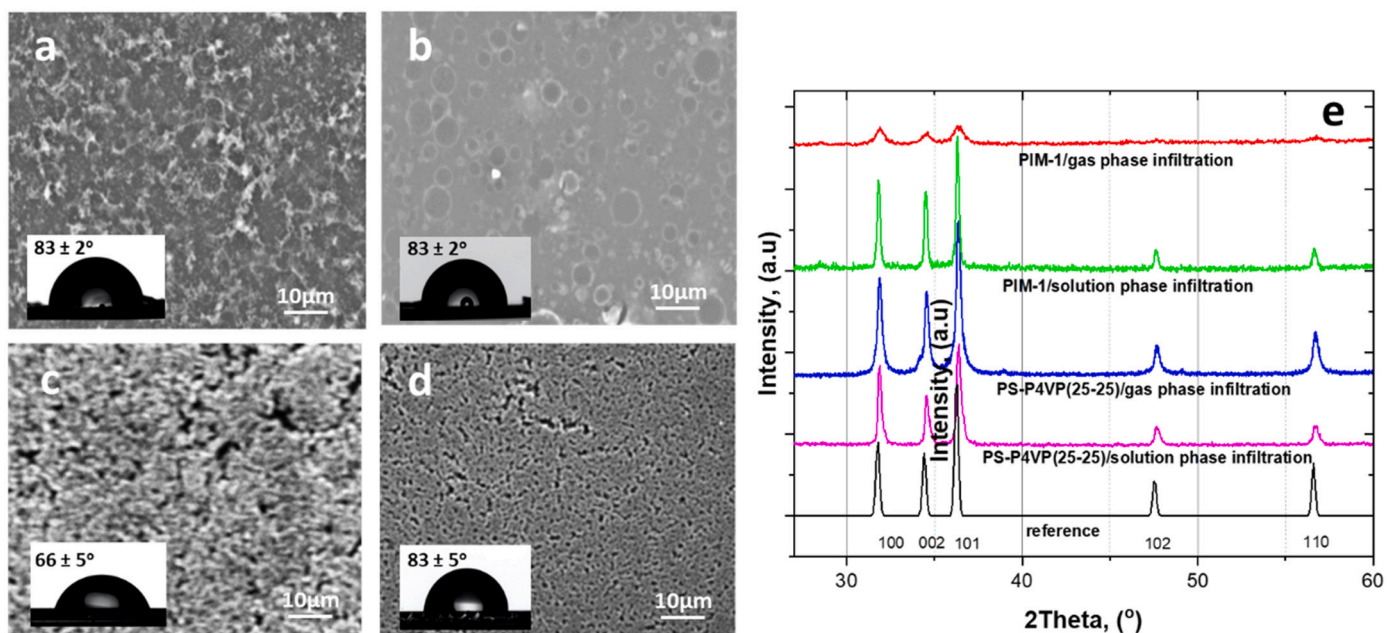 a
83 ± 2°
10µm
b
83 ± 2°
10µm
c
66 ± 5°
10µm
d
83 ± 5°
10µm
e
PIM-1/gas phase infiltration
PIM-1/solution phase infiltration
PS-P4VP(25-25)/gas phase infiltration
PS-P4VP(25-25)/solution phase infiltration
reference
100 002 101 102 110
Intensity, (a.u)
Intensity, (a.u)
30 40 50 60
2Theta, (°)